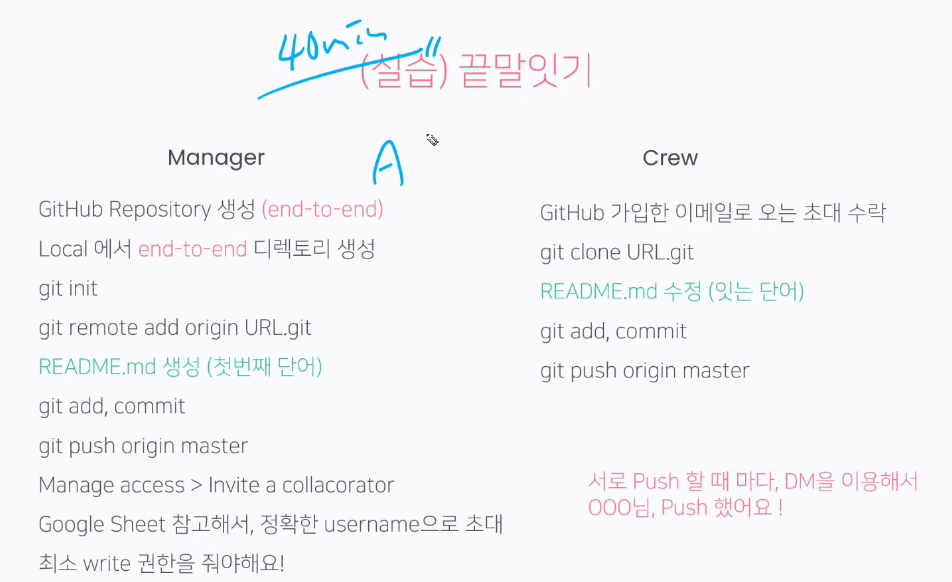 40min
(실습) 끝말잇기
A
Manager
GitHub Repository 생성 (end-to-end)
Local 에서 end-to-end 디렉토리 생성
git init
git remote add origin URL.git
README.md 생성 (첫번째 단어)
git add, commit
git push origin master
Manage access > Invite a collacorator
Google Sheet 참고해서, 정확한 username으로 초대
최소 write 권한을 줘야해요!
Crew
GitHub 가입한 이메일로 오는 초대 수락
git clone URL.git
README.md 수정 (잇는 단어)
git add, commit
git push origin master
서로 Push 할 때 마다, DM을 이용해서
OOO님, Push 했어요 !